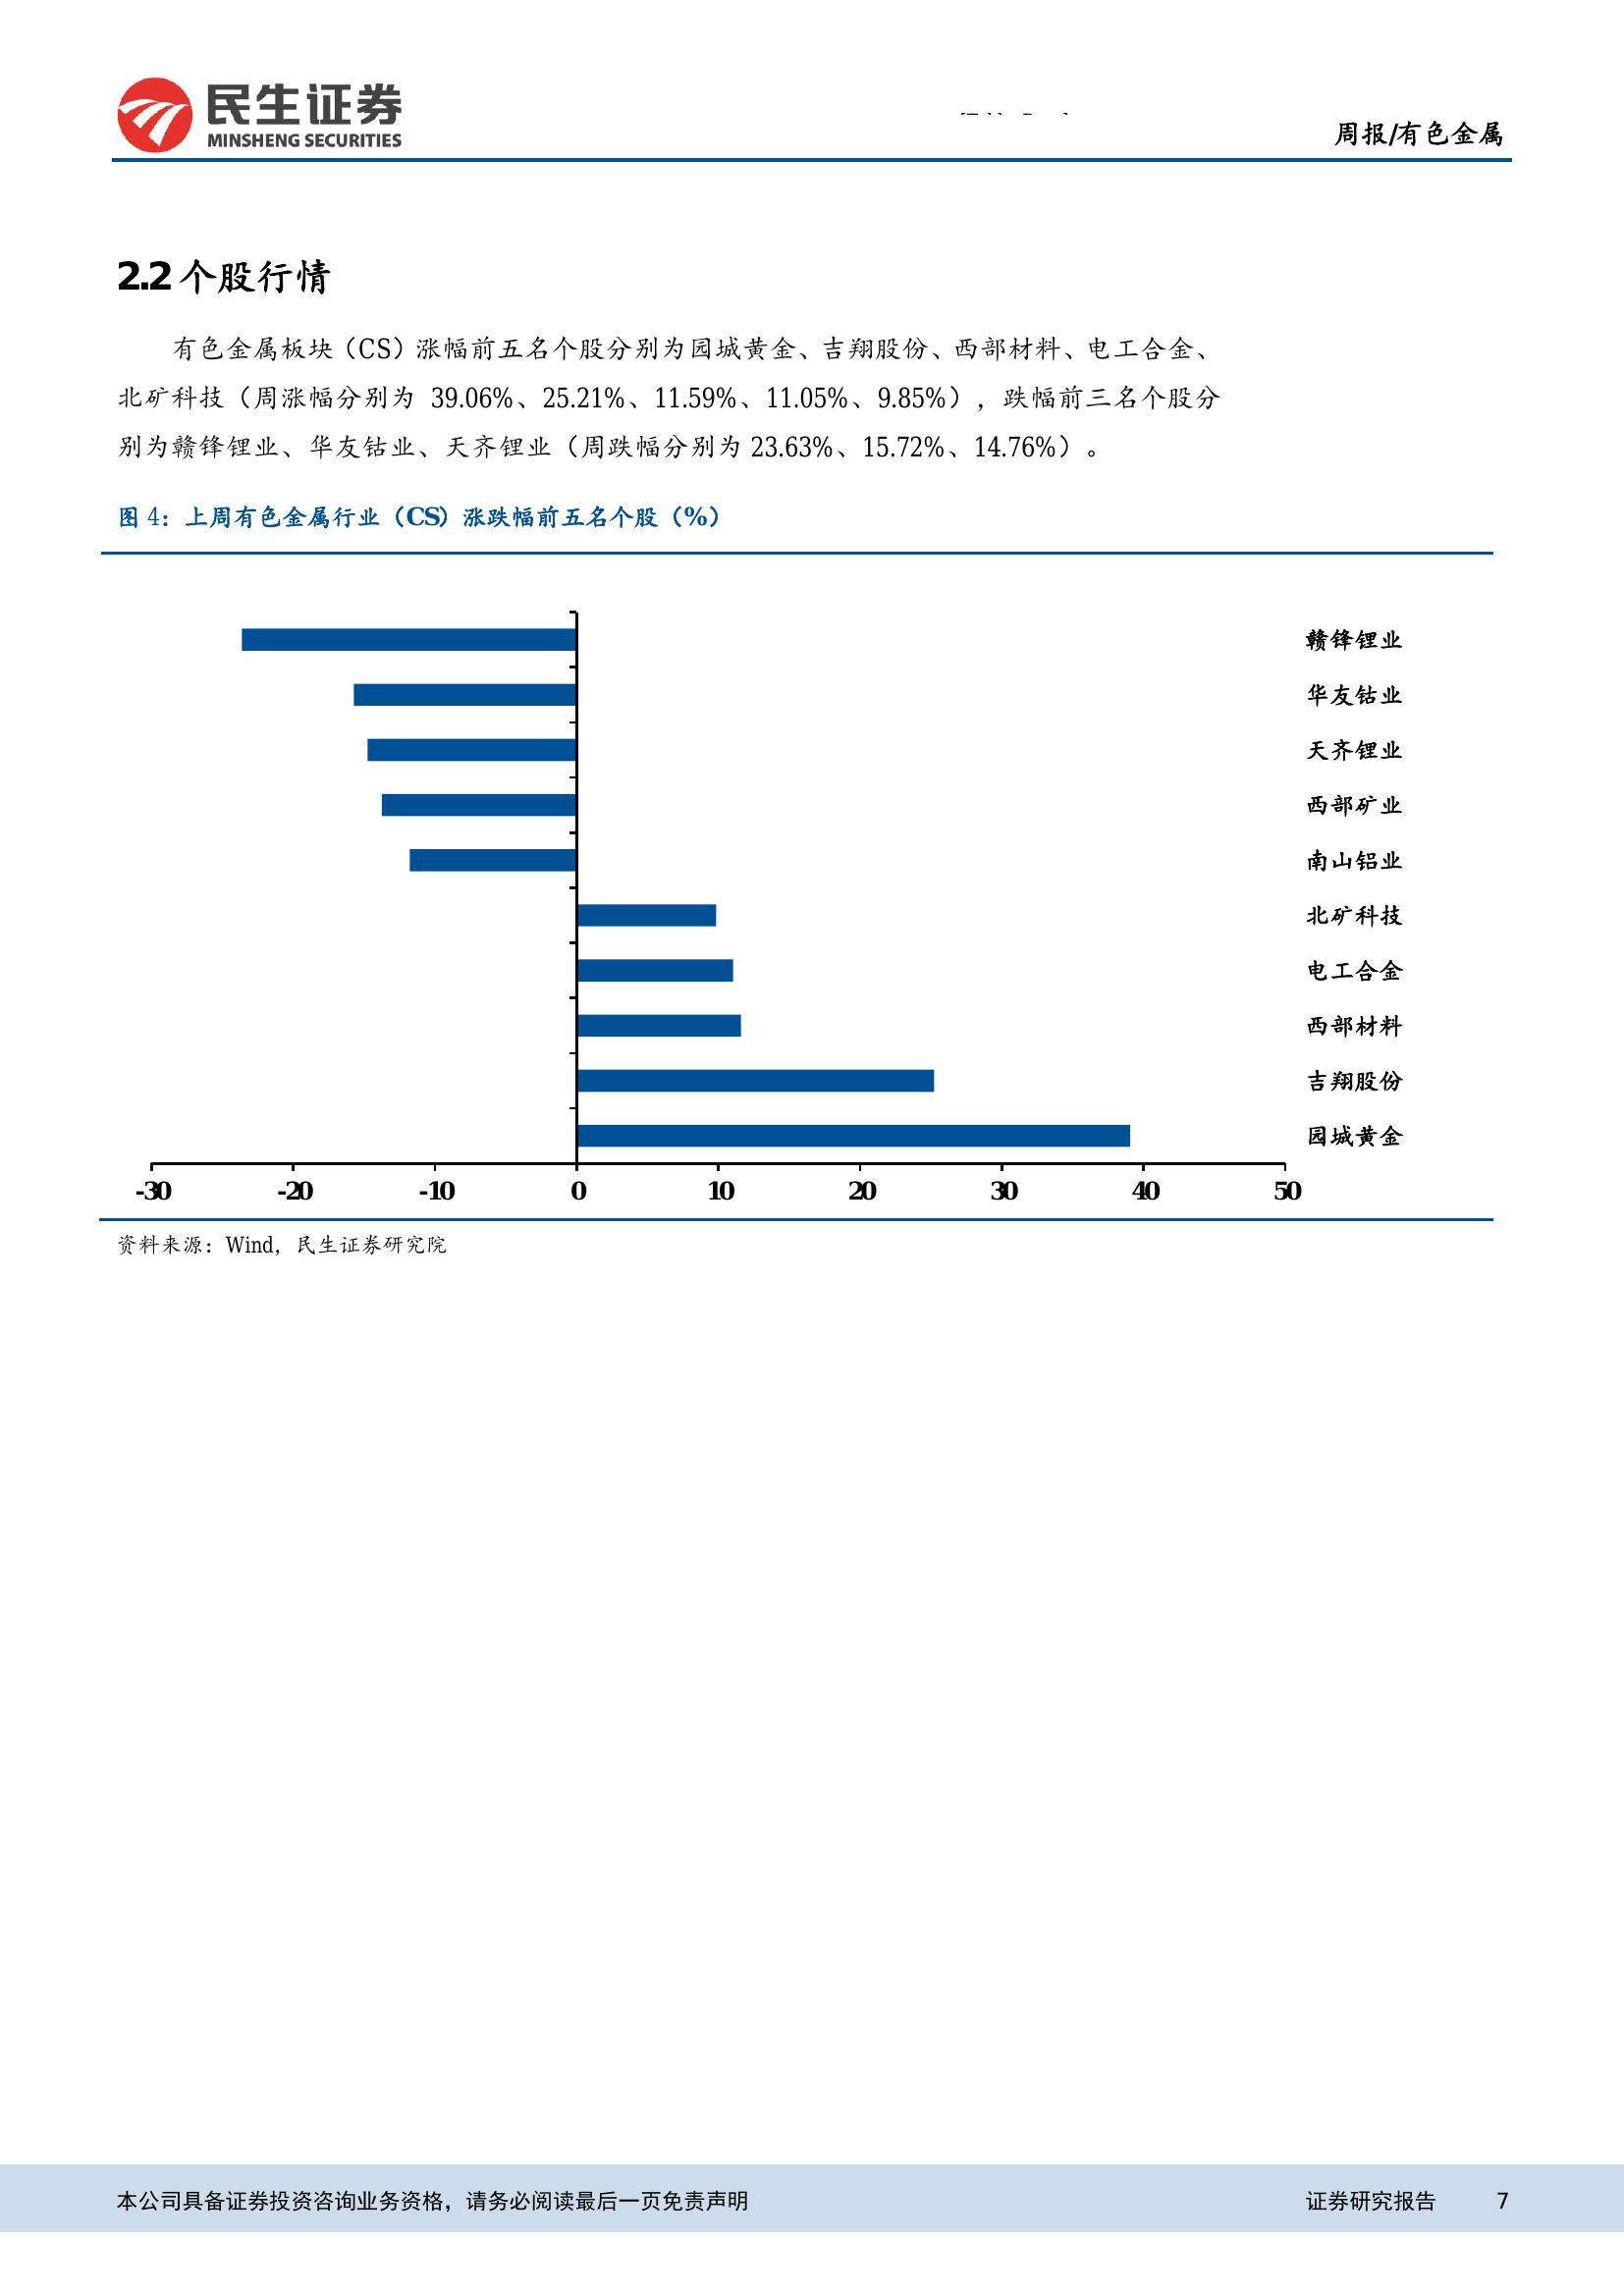 民生证券
MINSHENG SECURITIES
周报/有色金属
2.2 个股行情
有色金属板块（CS）涨幅前五名个股分别为园城黄金、吉翔股份、西部材料、电工合金、
北矿科技（周涨幅分别为 39.06%、25.21%、11.59%、11.05%、9.85%），跌幅前三名个股分
别为赣锋锂业、华友钴业、天齐锂业（周跌幅分别为 23.63%、15.72%、14.76%）。
图 4：上周有色金属行业（CS）涨跌幅前五名个股（%）
赣锋锂业
华友钴业
天齐锂业
西部矿业
南山铝业
北矿科技
电工合金
西部材料
吉翔股份
园城黄金
-30 -20 -10 0 10 20 30 40 50
资料来源：Wind，民生证券研究院
本公司具备证券投资咨询业务资格，请务必阅读最后一页免责声明 证券研究报告 7